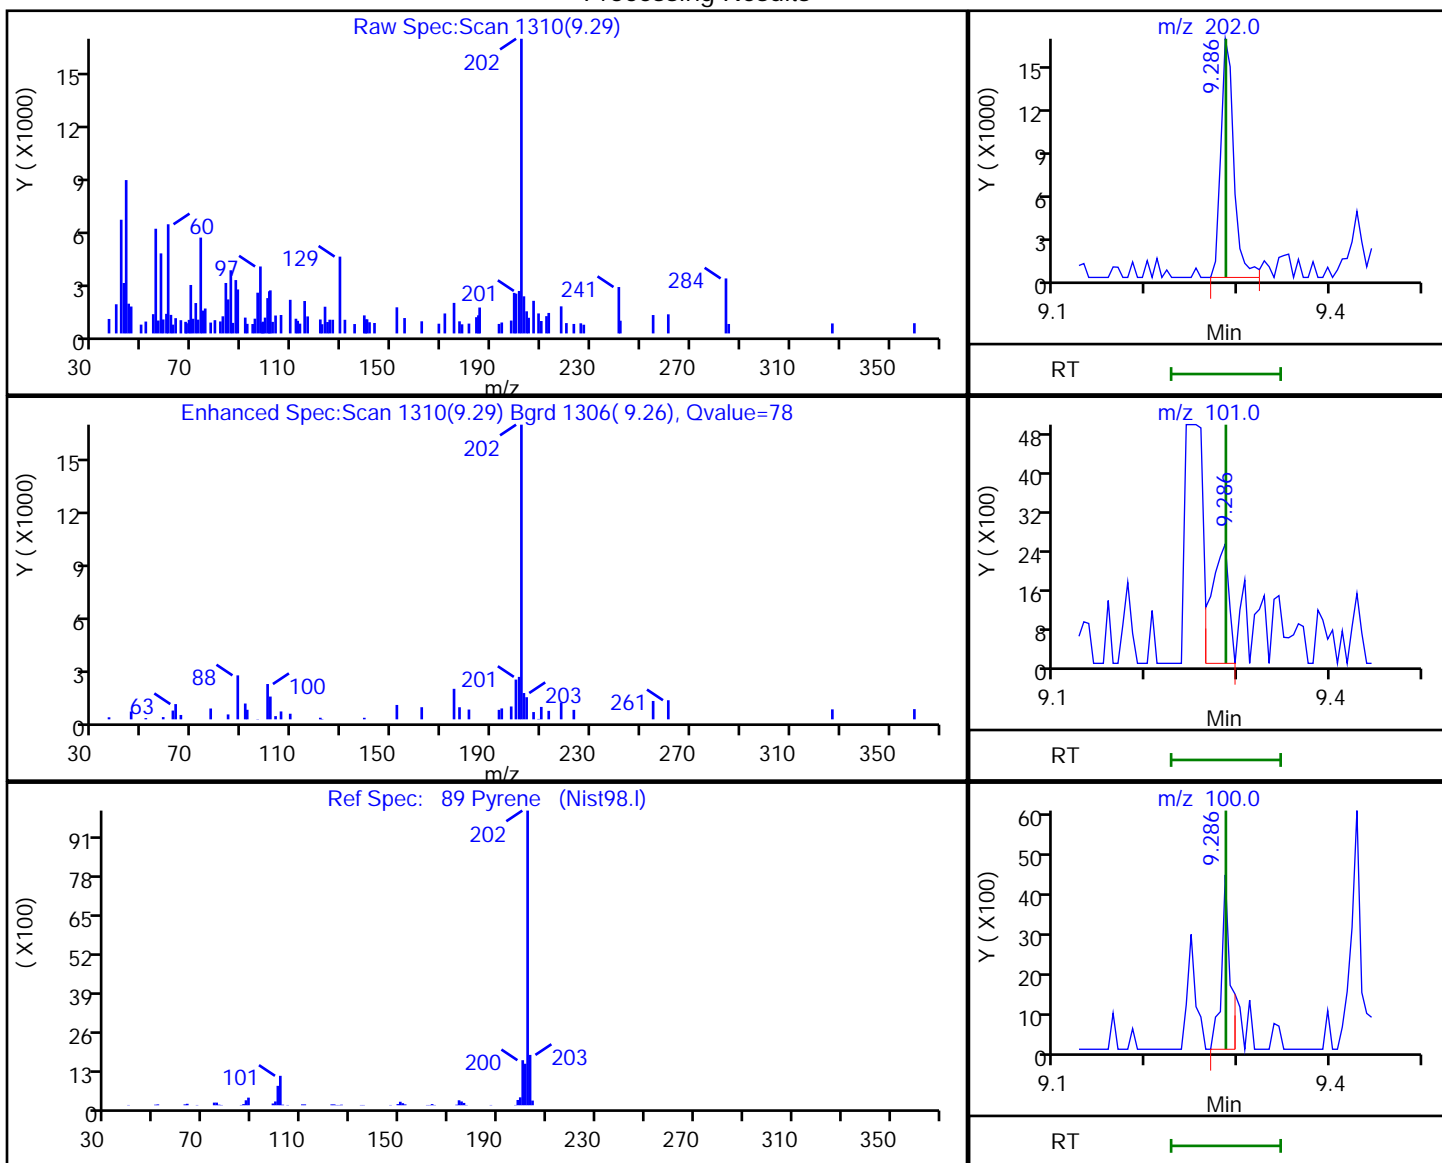 Processing Results
Raw Spec:Scan 1310(9.29)
Y ( X1000)
15
12
9
6
3
0
202
60
97
129
201
241
284
30 70 110 150 190 230 270 310 350
m/z
m/z 202.0
Y ( X1000)
15
12
9
6
3
0
9.286
9.1 9.4
Min
RT
Enhanced Spec:Scan 1310(9.29) Bgrd 1306( 9.26), Qvalue=78
Y ( X1000)
15
12
9
6
3
0
202
63
88
100
201
203
261
30 70 110 150 190 230 270 310 350
m/z
m/z 101.0
Y ( X100)
48
40
32
24
16
8
0
9.286
9.1 9.4
Min
RT
Ref Spec: 89 Pyrene (Nist98.l)
( X100)
91
78
65
52
39
26
13
0
202
101
200
203
30 70 110 150 190 230 270 310 350
m/z 100.0
Y ( X100)
60
50
40
30
20
10
0
9.286
9.1 9.4
Min
RT